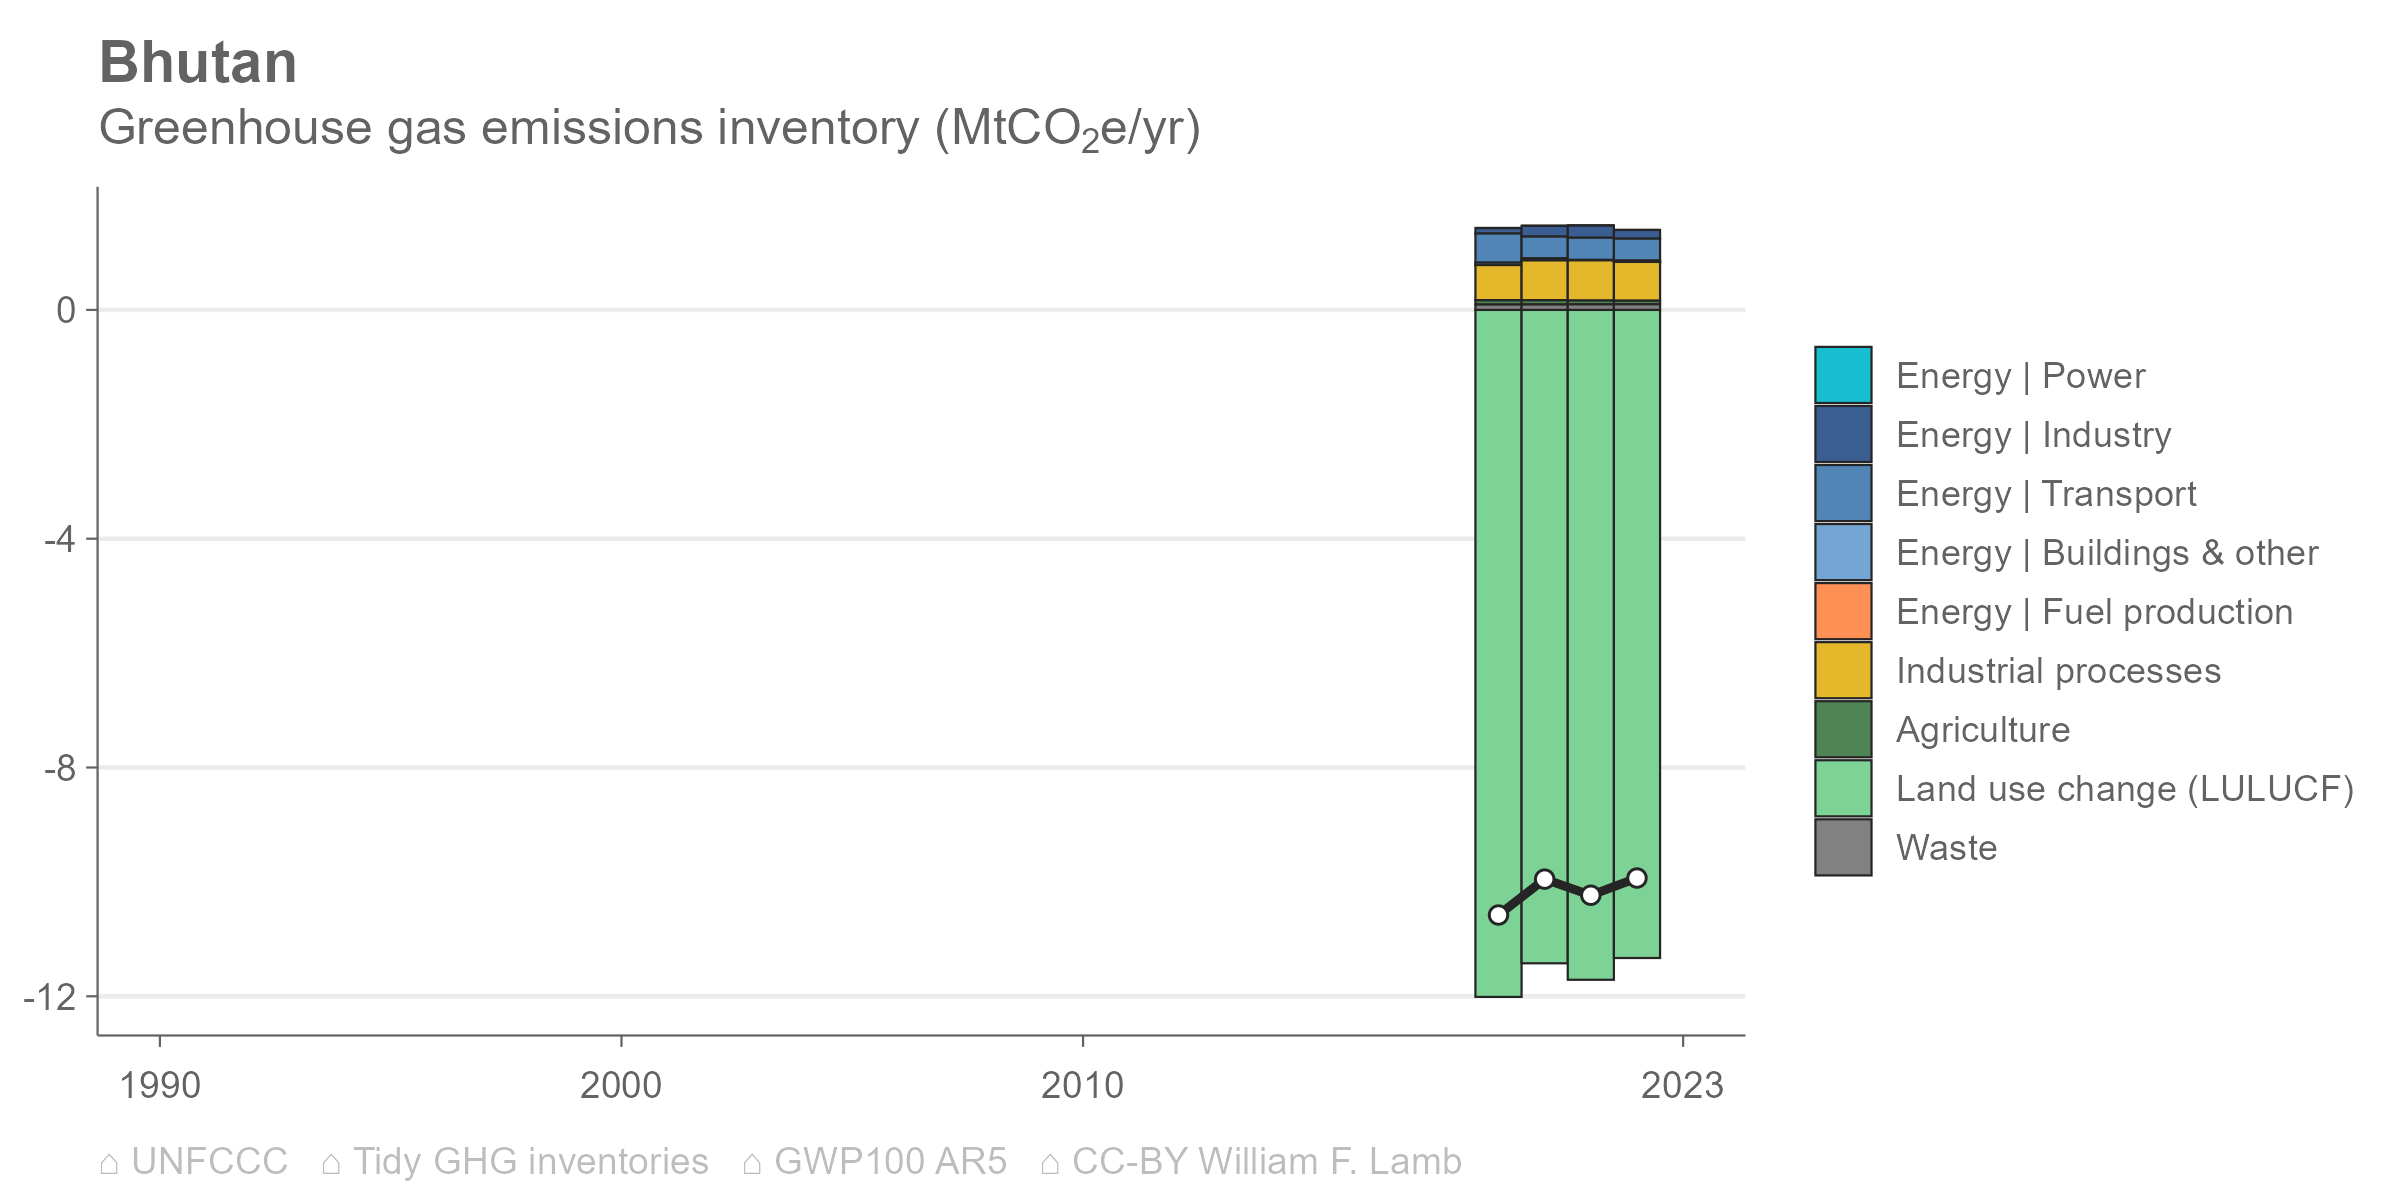 Bhutan
Greenhouse gas emissions inventory (MtCO₂e/yr)
0
-4
-8
-12
1990 2000 2010 2023
Energy | Power
Energy | Industry
Energy | Transport
Energy | Buildings & other
Energy | Fuel production
Industrial processes
Agriculture
Land use change (LULUCF)
Waste
⌂ UNFCCC ⌂ Tidy GHG inventories ⌂ GWP100 AR5 ⌂ CC-BY William F. Lamb